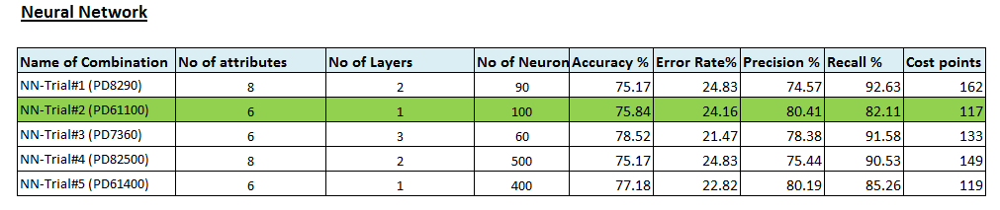 Neural Network
Name of Combination No of attributes No of Layers No of Neuron Accuracy % Error Rate% Precision % Recall % Cost points
NN-Trial#1 (PD8290) 8 2 90 75.17 24.83 74.57 92.63 162
NN-Trial#2 (PD61100) 6 1 100 75.84 24.16 80.41 82.11 117
NN-Trial#3 (PD7360) 6 3 60 78.52 21.47 78.38 91.58 133
NN-Trial#4 (PD82500) 8 2 500 75.17 24.83 75.44 90.53 149
NN-Trial#5 (PD61400) 6 1 400 77.18 22.82 80.19 85.26 119